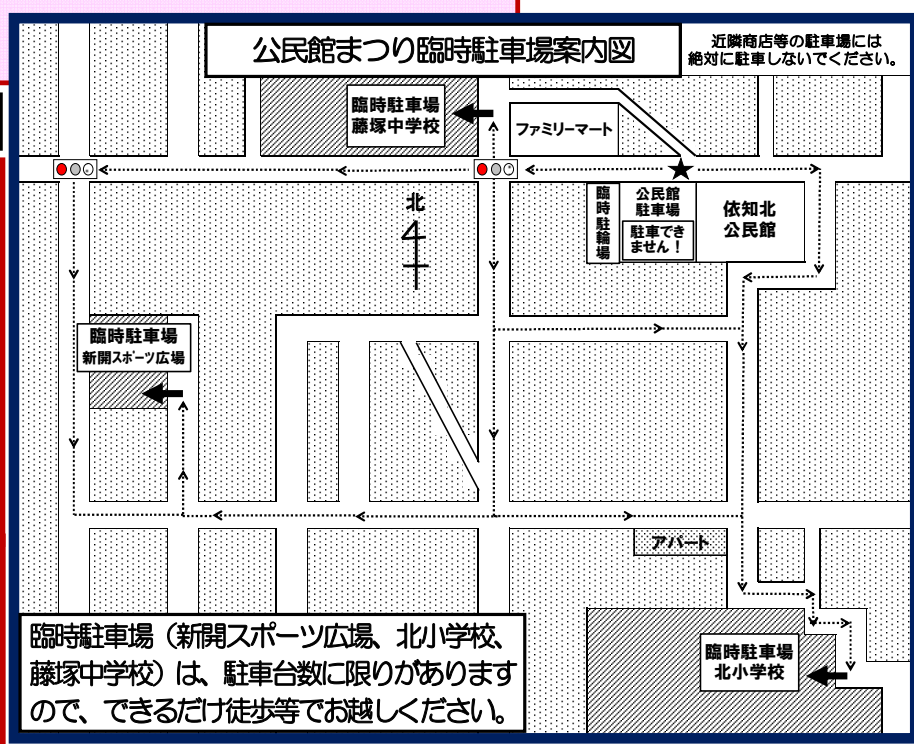 公民館まつり臨時駐車場案内図
近隣商店等の駐車場には
絶対に駐車しないでください。
臨時駐車場
藤塚中学校
ファミリーマート
★
臨時駐輪場
公民館
駐車場
駐車でき
ません！
依知北
公民館
北
臨時駐車場
新開スポーツ広場
アパート
臨時駐車場
北小学校
臨時駐車場（新開スポーツ広場、北小学校、
藤塚中学校）は、駐車台数に限りがあります
ので、できるだけ徒歩等でお越しください。